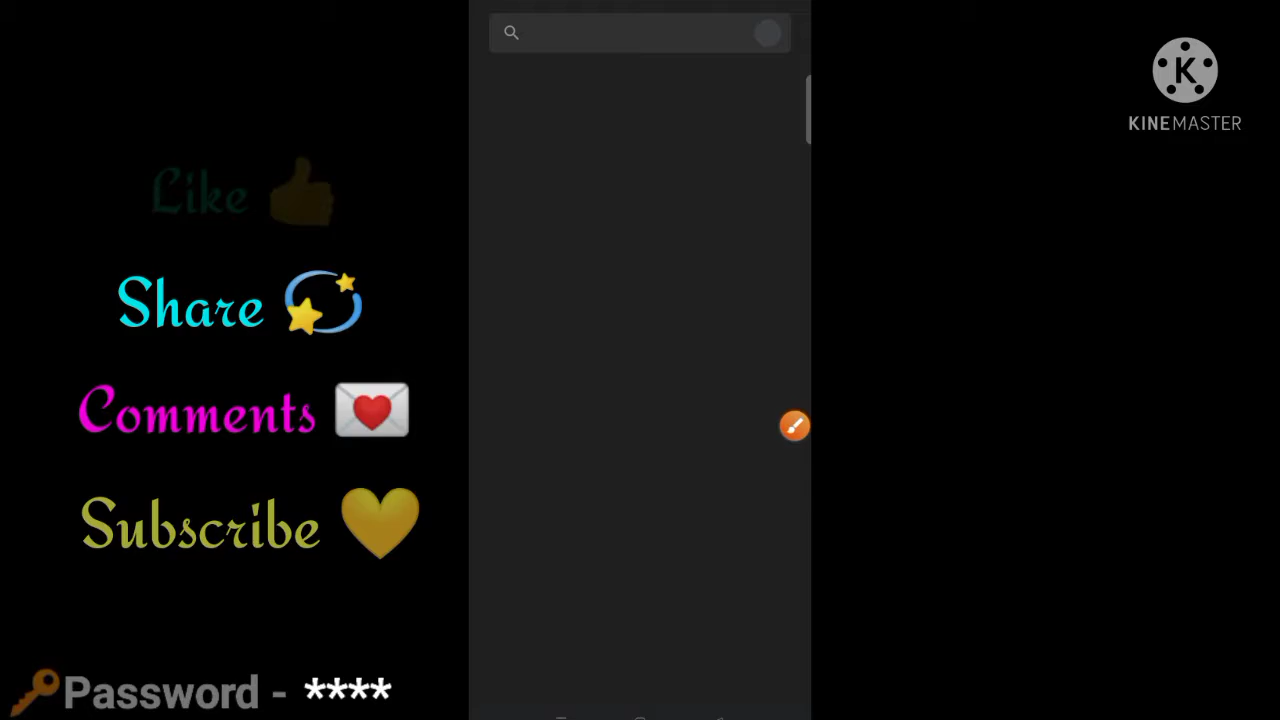 Like 👍
Share 💫
Comments 💌
Subscribe 💛
🔑Password - ****
K
KINEMASTER